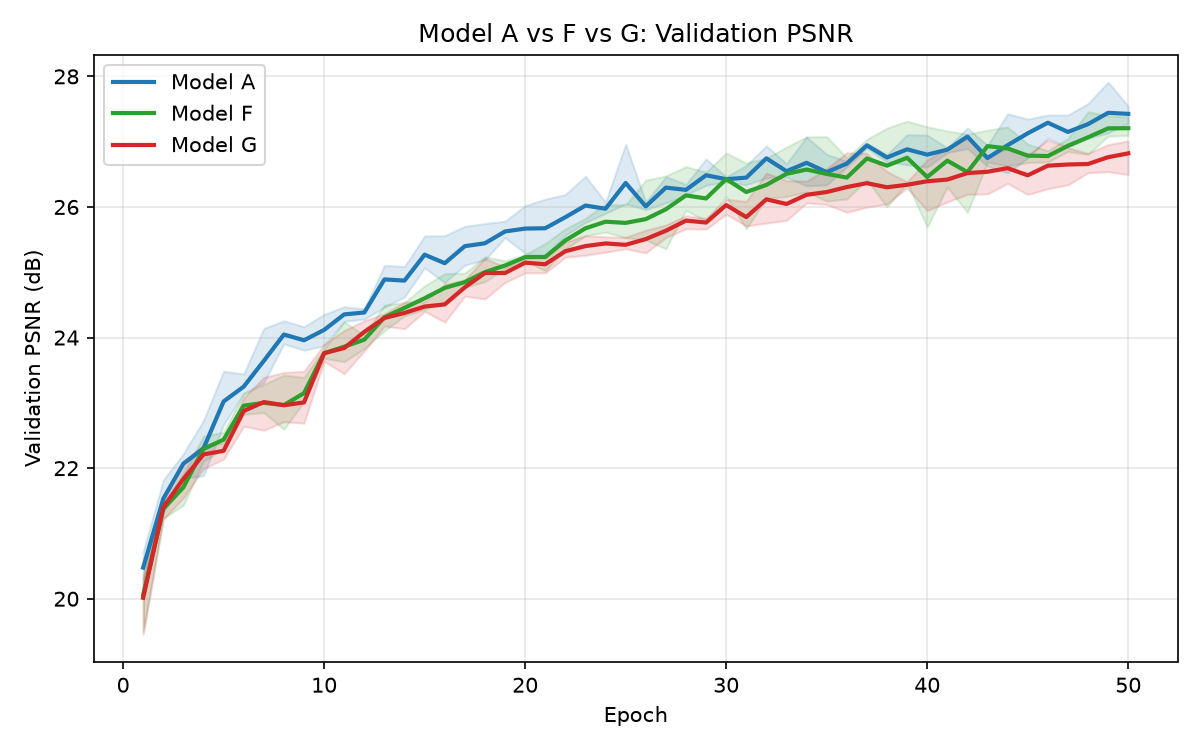 Model A vs F vs G: Validation PSNR
Model A
Model F
Model G
Validation PSNR (dB)
28
26
24
22
20
0 10 20 30 40 50
Epoch